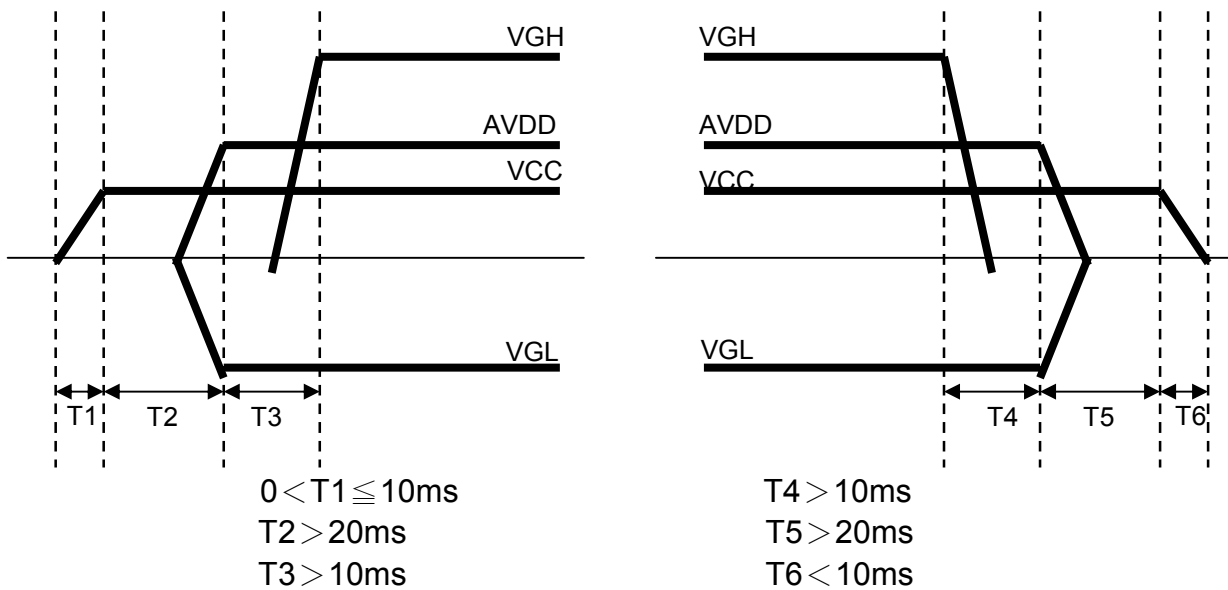 VGH
AVDD
VCC
VGL
T1 T2 T3
0<T1≦10ms
T2>20ms
T3>10ms
VGH
AVDD
VCC
VGL
T4 T5 T6
T4>10ms
T5>20ms
T6<10ms